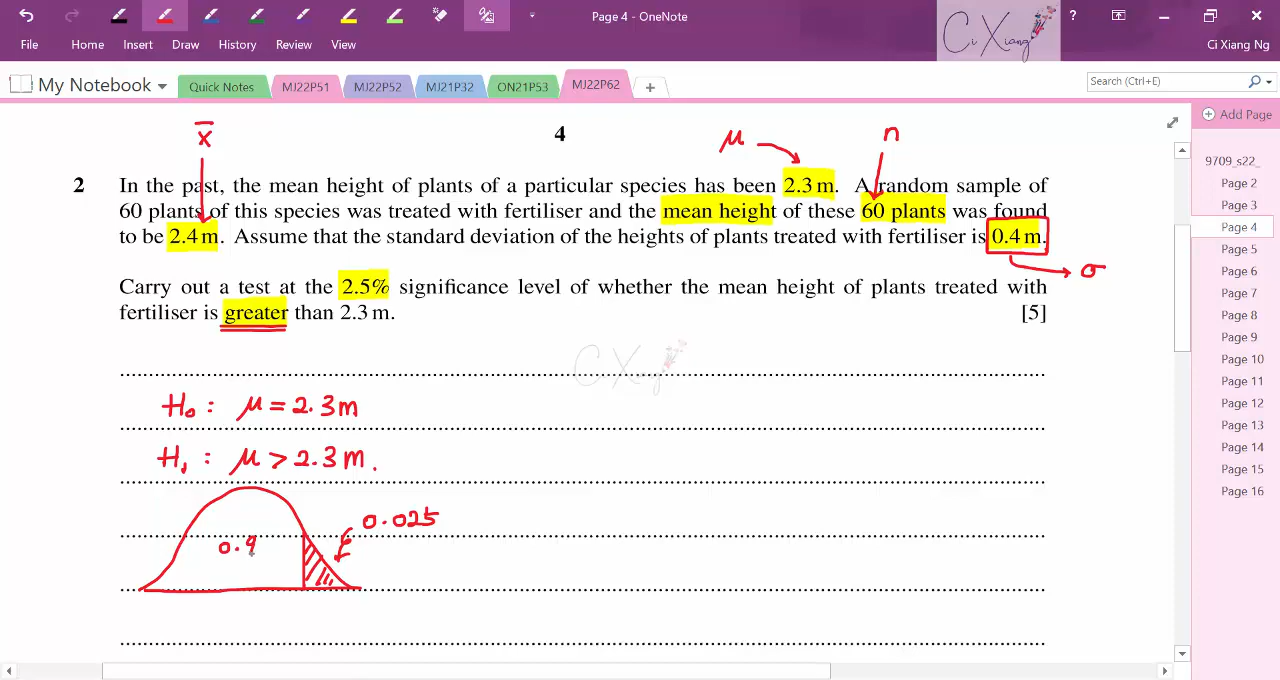 Page 4 - OneNote
Ci Xiang
?
File Home Insert Draw History Review View
Ci Xiang Ng
My Notebook
Quick Notes
MJ22P51
MJ22P52
MJ21P32
ON21P53
MJ22P62
Search (Ctrl+E)
Add Page
9709_s22_
Page 2
Page 3
Page 4
Page 5
Page 6
Page 7
Page 8
Page 9
Page 10
Page 11
Page 12
Page 13
Page 14
Page 15
Page 16
4
x̄
μ
n
2 In the past, the mean height of plants of a particular species has been 2.3 m. A random sample of
60 plants of this species was treated with fertiliser and the mean height of these 60 plants was found
to be 2.4 m. Assume that the standard deviation of the heights of plants treated with fertiliser is 0.4 m.
σ
Carry out a test at the 2.5% significance level of whether the mean height of plants treated with
fertiliser is greater than 2.3 m. [5]
Ci Xiang
H₀ : μ = 2.3 m
H₁ : μ > 2.3 m.
0.025
0.9